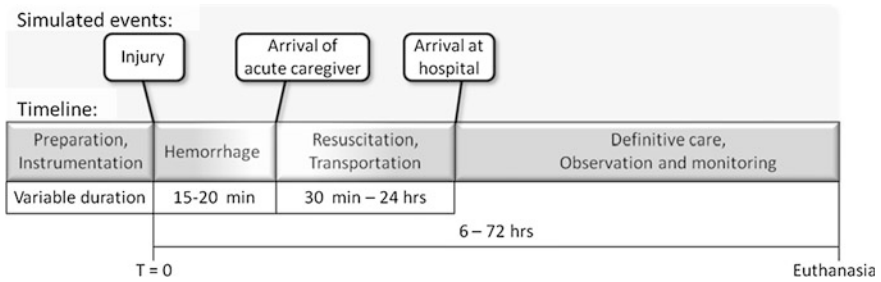 Simulated events:
Injury
Arrival of
acute caregiver
Arrival at
hospital
Timeline:
Preparation,
Instrumentation
Hemorrhage
Resuscitation,
Transportation
Definitive care,
Observation and monitoring
Variable duration
15-20 min
30 min – 24 hrs
6 – 72 hrs
T = 0
Euthanasia